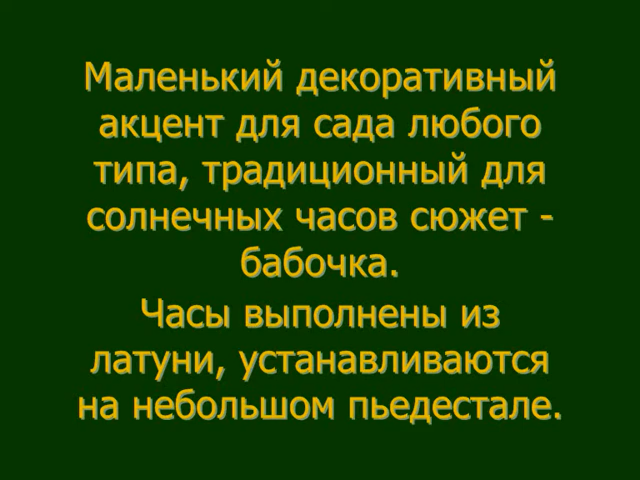 Маленький декоративный
акцент для сада любого
типа, традиционный для
солнечных часов сюжет -
бабочка.
Часы выполнены из
латуни, устанавливаются
на небольшом пьедестале.